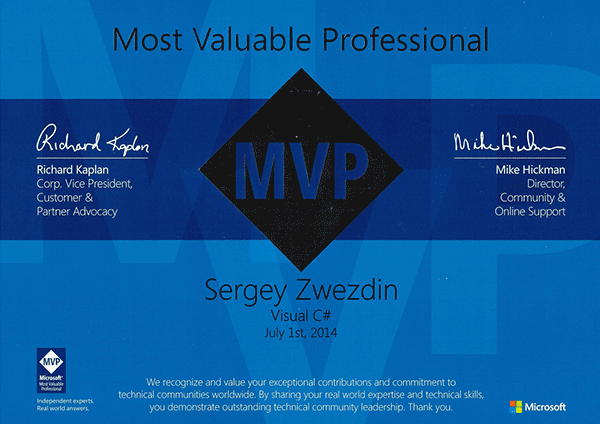 Most Valuable Professional
MVP
Richard Kaplan
Richard Kaplan
Corp. Vice President,
Customer &
Partner Advocacy
Mike Hickman
Mike Hickman
Director,
Community &
Online Support
Sergey Zwezdin
Visual C#
July 1st, 2014
MVP
Microsoft®
Most Valuable
Professional
Independent experts.
Real world answers.
We recognize and value your exceptional contributions and commitment to
technical communities worldwide. By sharing your real world expertise and technical skills,
you demonstrate outstanding technical community leadership. Thank you.
Microsoft